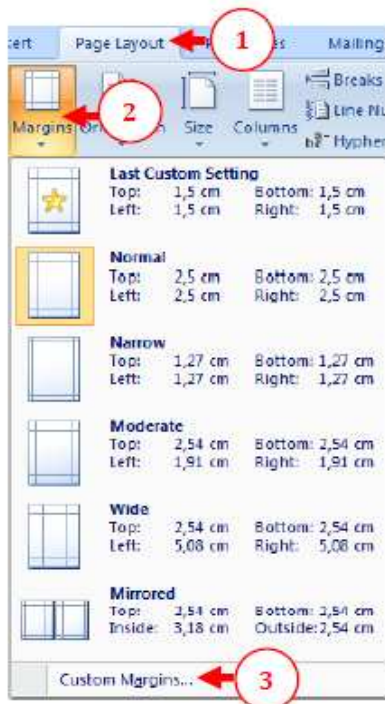 ert Page Layout 1 es Mailing
Breaks
2 Line Nu
Margins Or n Size Columns Hypher
Last Custom Setting
Top: 1,5 cm Bottom: 1,5 cm
Left: 1,5 cm Right: 1,5 cm
Normal
Top: 2,5 cm Bottom: 2,5 cm
Left: 2,5 cm Right: 2,5 cm
Narrow
Top: 1,27 cm Bottom: 1,27 cm
Left: 1,27 cm Right: 1,27 cm
Moderate
Top: 2,54 cm Bottom: 2,54 cm
Left: 1,91 cm Right: 1,91 cm
Wide
Top: 2,54 cm Bottom: 2,54 cm
Left: 5,08 cm Right: 5,08 cm
Mirrored
Top: 2,54 cm Bottom: 2,54 cm
Inside: 3,18 cm Outside: 2,54 cm
Custom Margins... 3